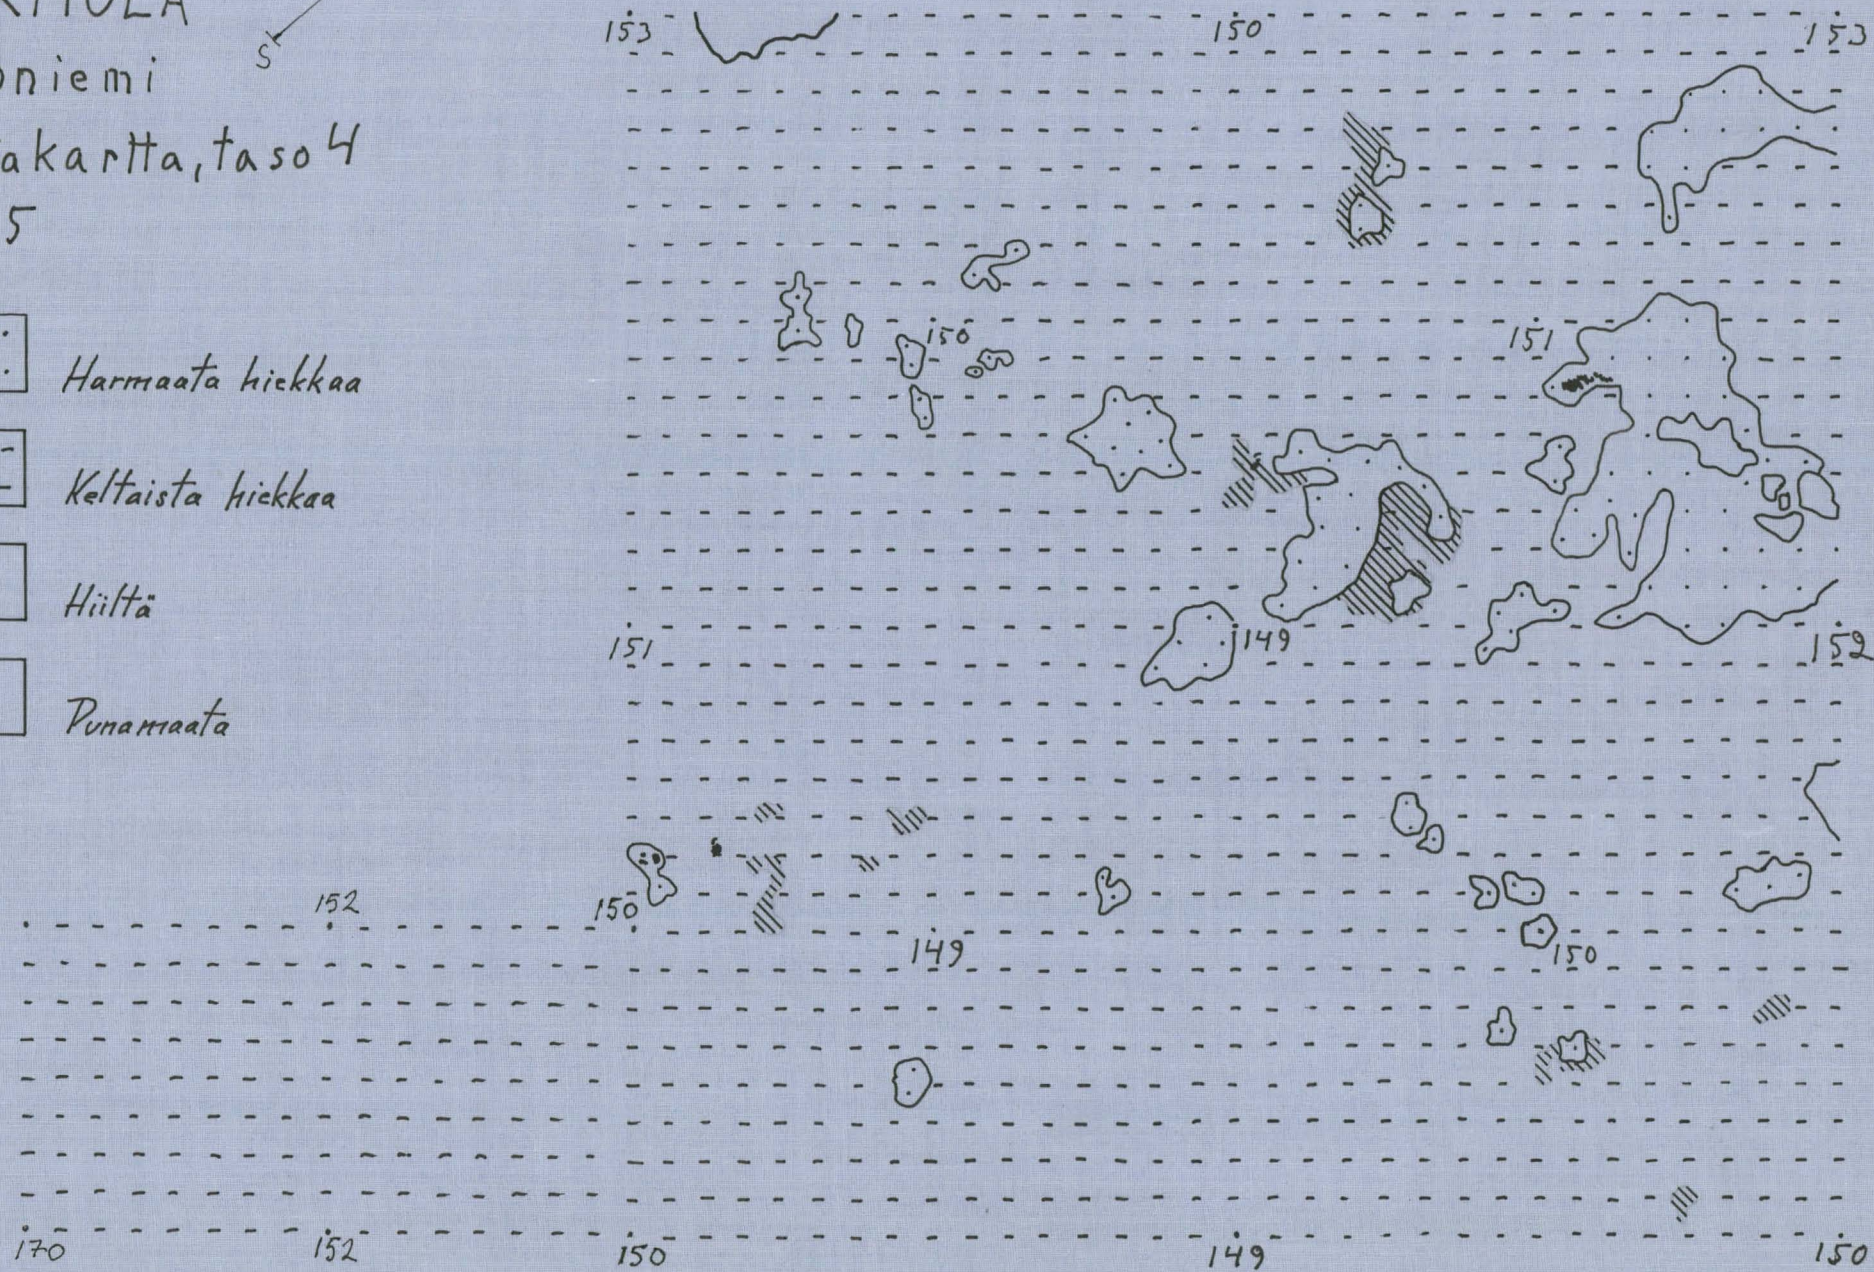 S
153 150 153
niemi
akartta, taso 4
5
150 151
Harmaata hiekkaa
Keltaista hiekkaa
Hiiltä
151 149 152
Punamaata
152 150
149 150
170 152 150 149 150